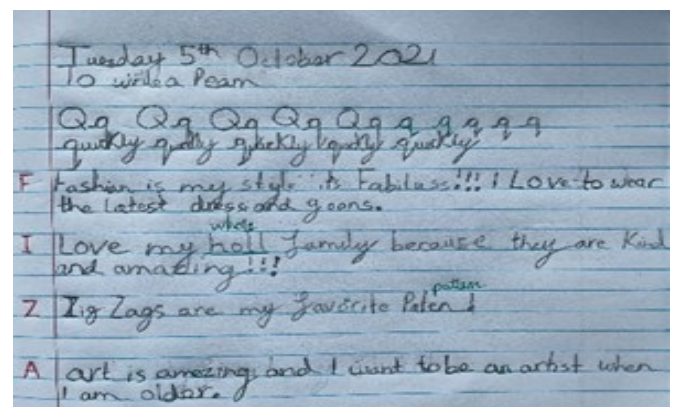 Tuesday 5th October 2021
To write a Peam
Qq Qq Qq Qq Qq q q q q q
quickly quickly quickly quickly quickly
F Fashion is my style its Fabiluss!!! I Love to wear
the latest dress and goons.
whole
I Love my holl family because they are Kind
and amazing!!!
pattern
Z Zig Zags are my favorite Paten!
A art is amezing and I want to be an artist when
I am oldor.